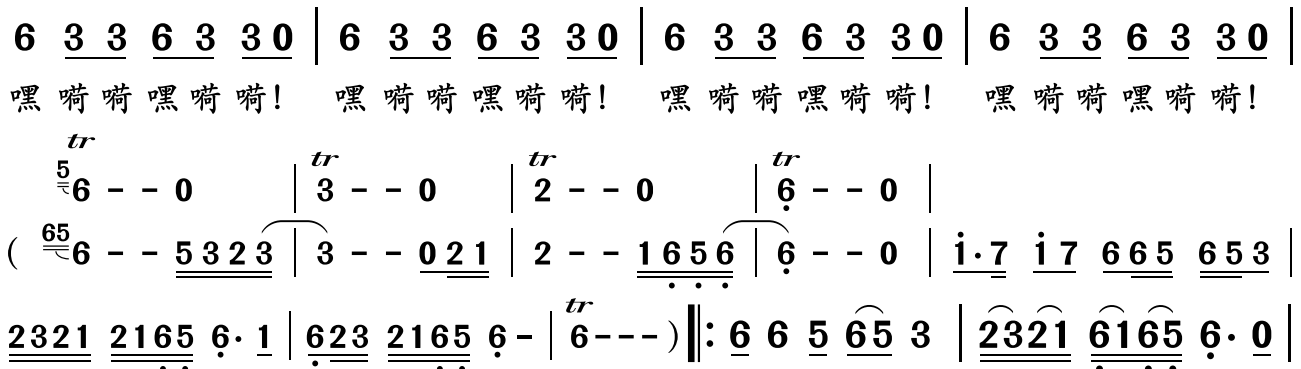 6 3 3 6 3 3 0 | 6 3 3 6 3 3 0 | 6 3 3 6 3 3 0 | 6 3 3 6 3 3 0 |
嘿 嗬 嗬 嘿 嗬 嗬! 嘿 嗬 嗬 嘿 嗬 嗬! 嘿 嗬 嗬 嘿 嗬 嗬! 嘿 嗬 嗬 嘿 嗬 嗬!
tr tr tr tr
5 6 - - 0 | 3 - - 0 | 2 - - 0 | 6 - - 0 |
( 65 6 - - 5 3 2 3 | 3 - - 0 2 1 | 2 - - 1 6 5 6 | 6 - - 0 | i · 7 i 7 6 6 5 6 5 3 |
tr
2 3 2 1 2 1 6 5 6 · 1 | 6 2 3 2 1 6 5 6 - | 6 - - - ) ‖: 6 6 5 6 5 3 | 2 3 2 1 6 1 6 5 6 · 0 |